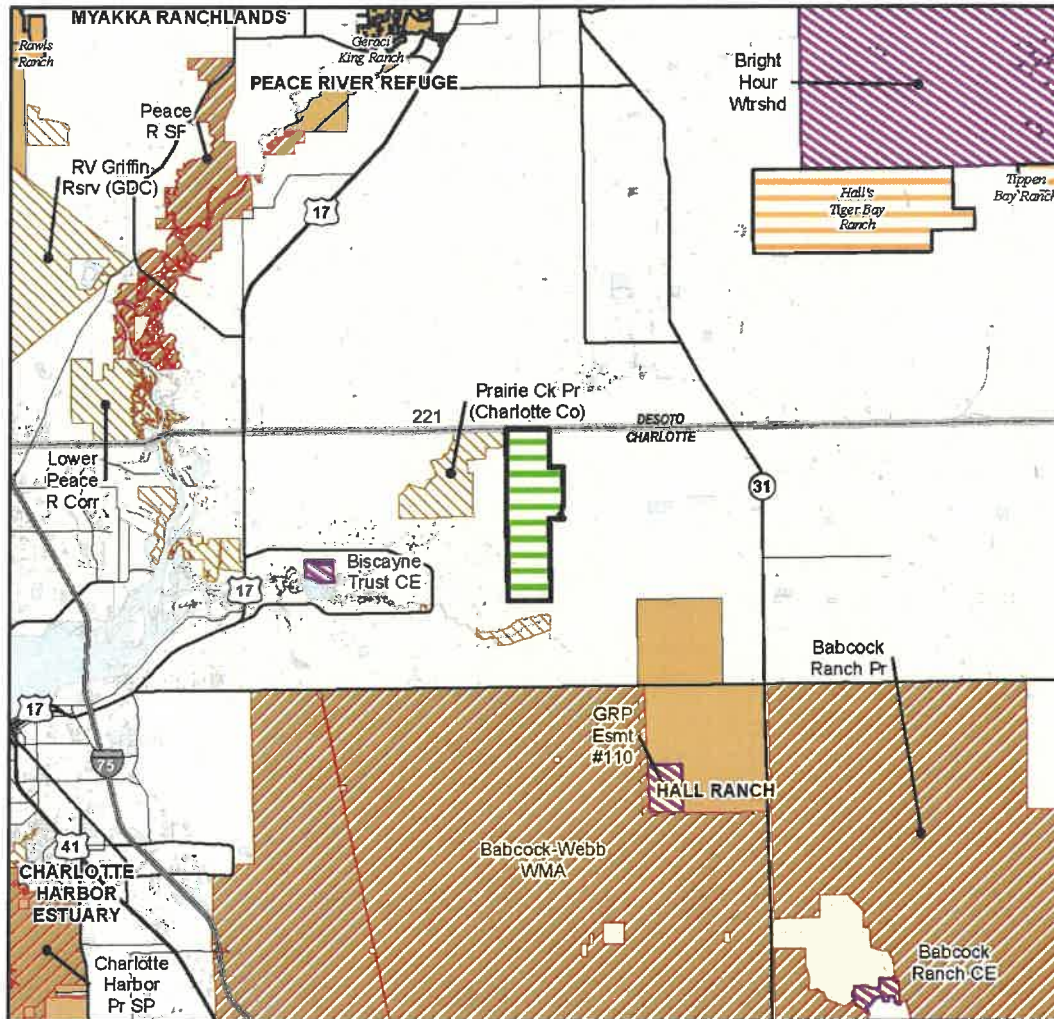 MYAKKA RANCHLANDS
Rawls
Ranch
Geraci
King Ranch
PEACE RIVER REFUGE
Bright
Hour
Wtrshd
Peace
R SF
RV Griffin
Rsrv (GDC)
17
Hall's
Tiger Bay
Ranch
Tippen
Bay Ranch
Prairie Ck Pr
(Charlotte Co)
221
DESOTO
CHARLOTTE
Lower
Peace
R Corr
31
Biscayne
Trust CE
17
Babcock
Ranch Pr
17
GRP
Esmt
#110
75
HALL RANCH
41
Babcock-Webb
WMA
CHARLOTTE
HARBOR
ESTUARY
Charlotte
Harbor
Pr SP
Babcock
Ranch CE